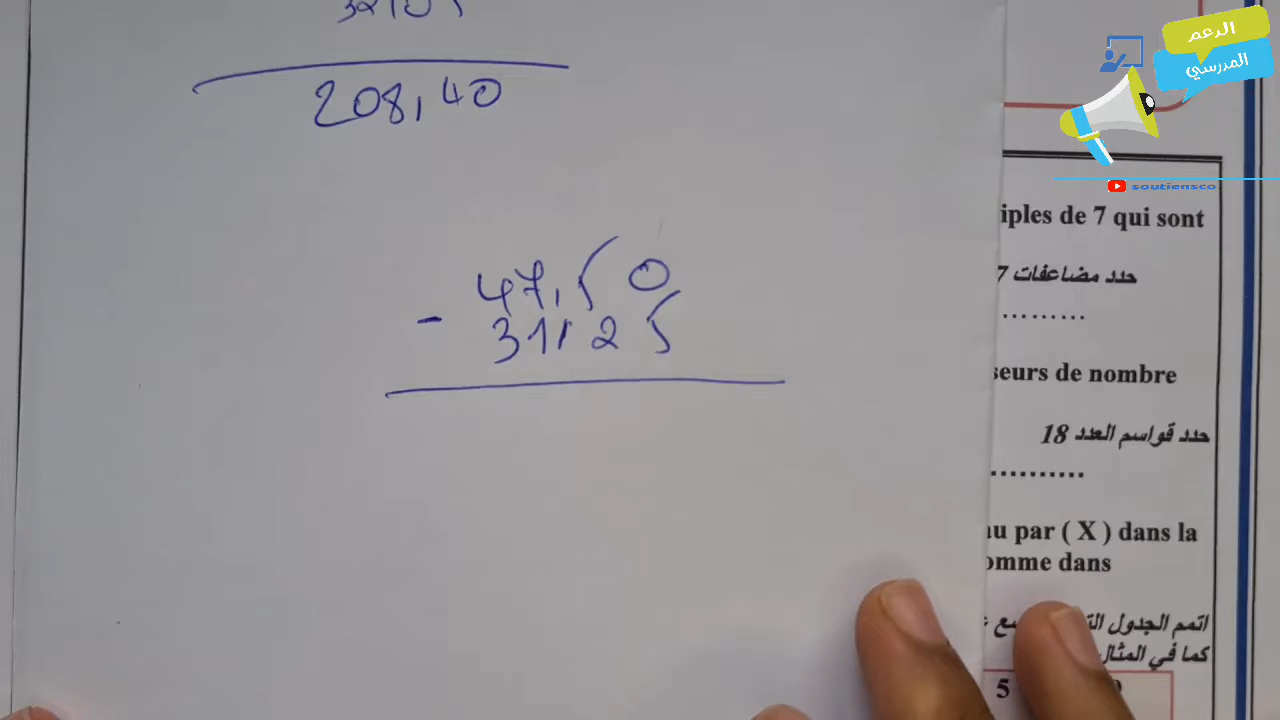 208,40
47,50
- 31,25
الدعم
المدرسي
soutiensco
iples de 7 qui sont
حدد مضاعفات 7
.........
seurs de nombre
حدد قواسم العدد 18
..........
au par ( X ) dans la
omme dans
اتمم الجدول
كما في المثال
5